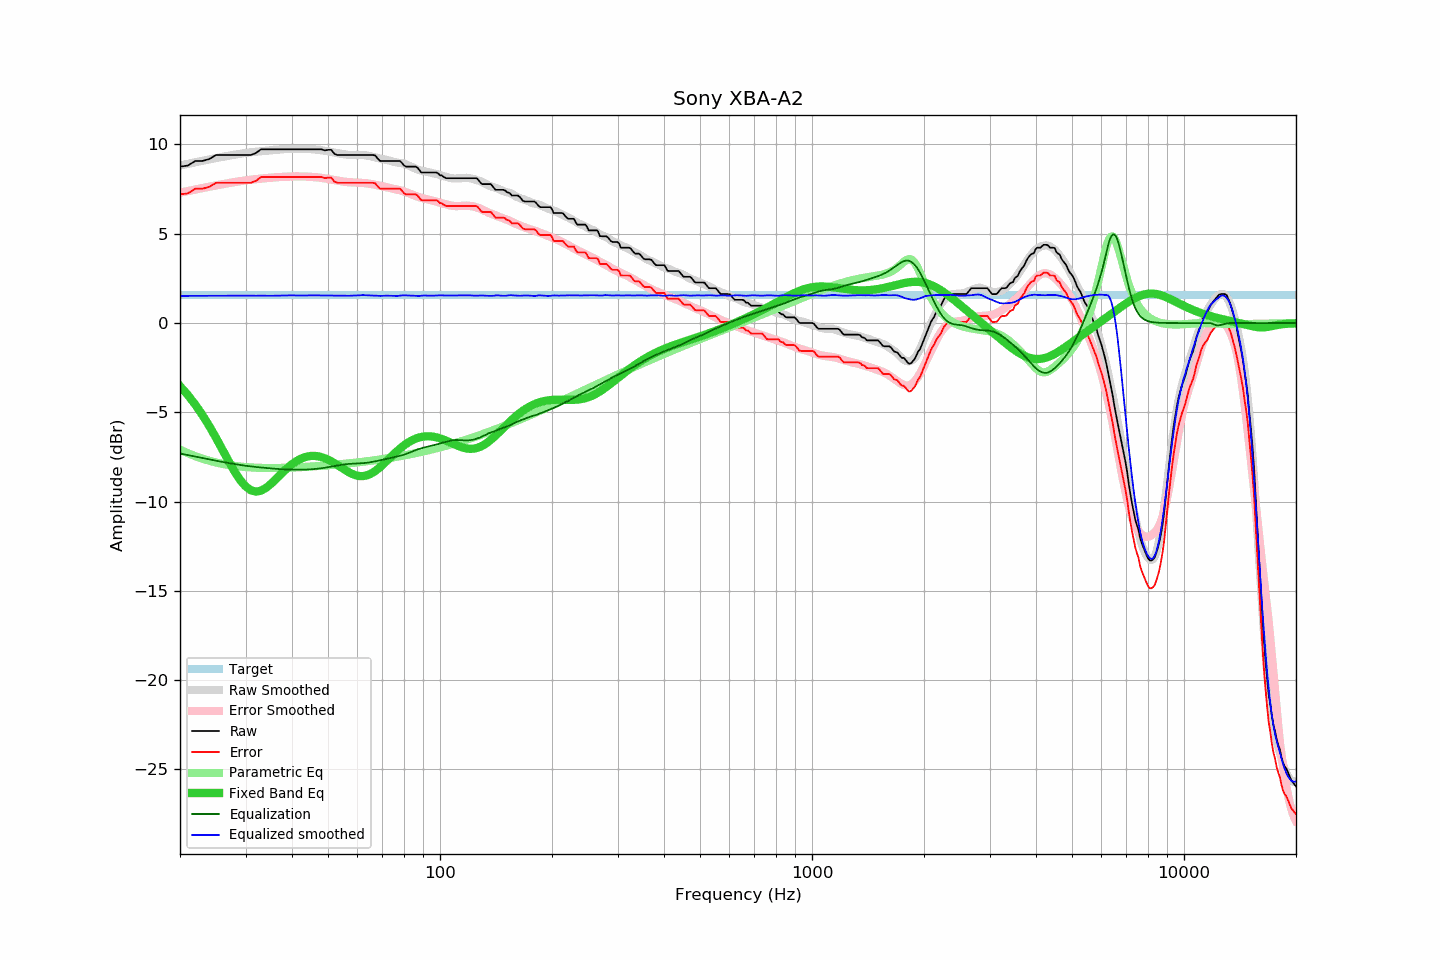 Sony XBA-A2
10
5
0
−5
−10
−15
−20
−25
Amplitude (dBr)
Target
Raw Smoothed
Error Smoothed
Raw
Error
Parametric Eq
Fixed Band Eq
Equalization
Equalized smoothed
100
1000
10000
Frequency (Hz)